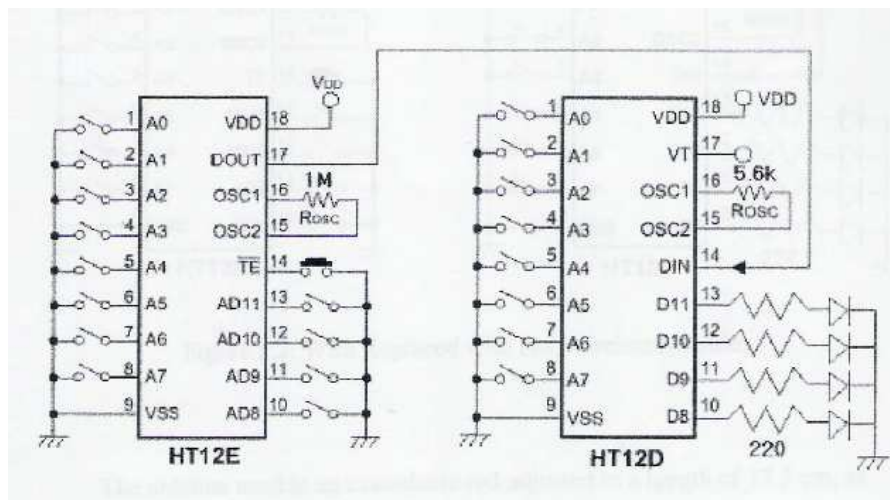 VDD
1 A0 VDD 18
2 A1 DOUT 17
3 A2 OSC1 16
1M
ROSC
4 A3 OSC2 15
5 A4 TE 14
6 A5 AD11 13
7 A6 AD10 12
8 A7 AD9 11
9 VSS AD8 10
HT12E
1 A0 VDD 18 VDD
2 A1 VT 17
3 A2 OSC1 16
5.6k
ROSC
4 A3 OSC2 15
5 A4 DIN 14
6 A5 D11 13
7 A6 D10 12
8 A7 D9 11
9 VSS D8 10
220
HT12D